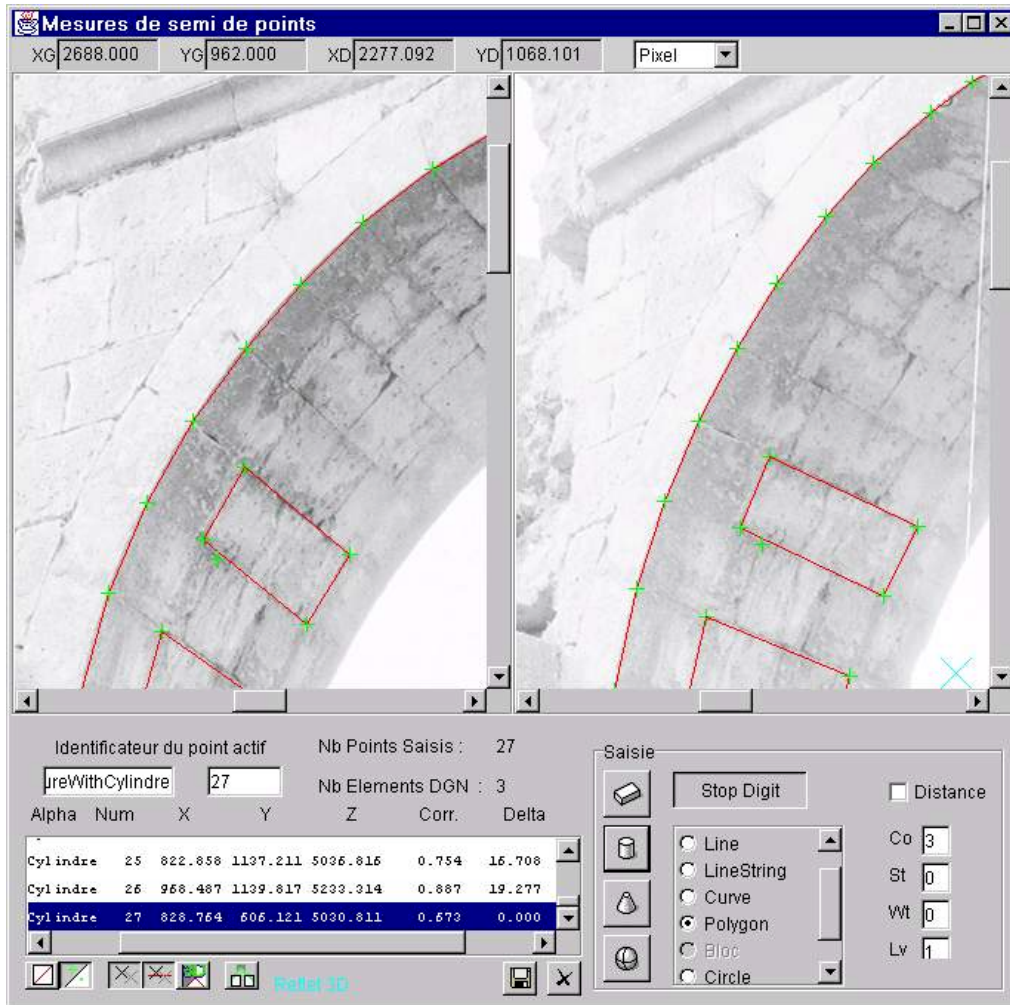 Mesures de semi de points
XG 2688.000 YG 962.000 XD 2277.092 YD 1068.101 Pixel
Identificateur du point actif
Nb Points Saisis : 27
ureWithCylindre 27
Nb Elements DGN : 3
Alpha Num X Y Z Corr. Delta
Cylindre 25 822.858 1137.211 5036.816 0.754 16.708
Cylindre 26 968.487 1139.817 5233.314 0.887 19.277
Cylindre 27 828.764 606.121 5030.811 0.673 0.000
Reflet 3D
Saisie
Stop Digit
Distance
Line
LineString
Curve
Polygon
Bloc
Circle
Co 3
St 0
Wt 0
Lv 1